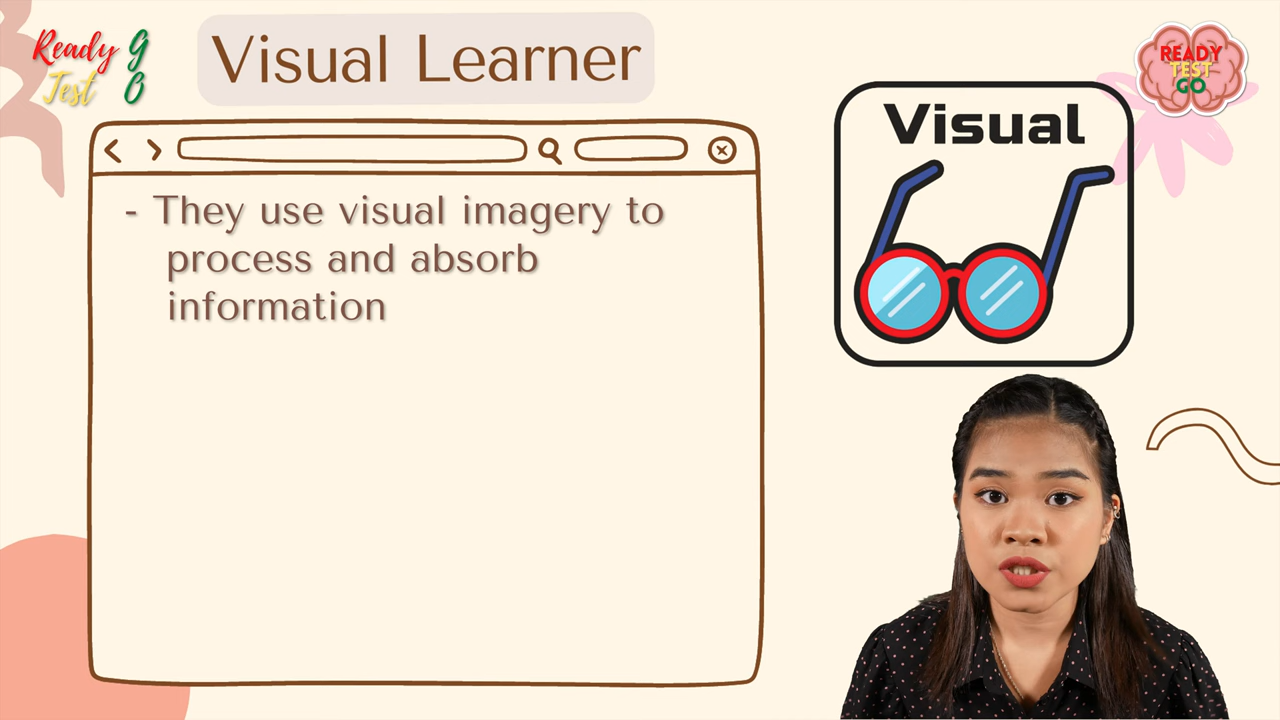 Ready G
Test O
Visual Learner
READY
TEST
GO
Visual
- They use visual imagery to
process and absorb
information